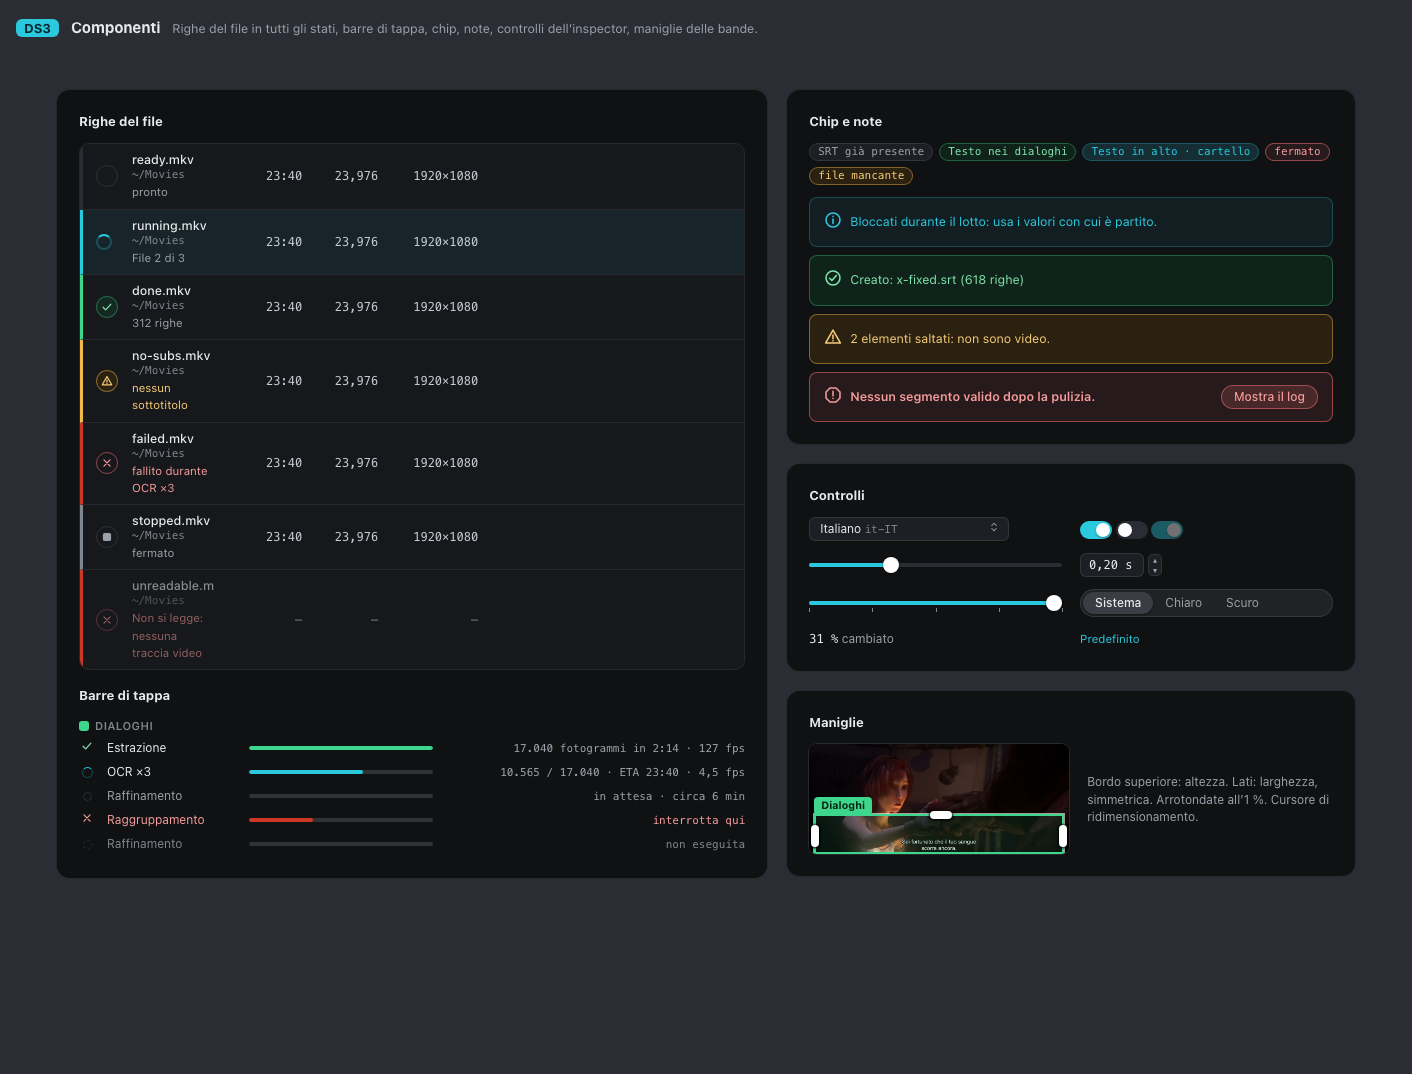 DS3 Componenti Righe del file in tutti gli stati, barre di tappa, chip, note, controlli dell'inspector, maniglie delle bande.
Righe del file
ready.mkv
~/Movies
pronto
23:40 23,976 1920×1080
running.mkv
~/Movies
File 2 di 3
23:40 23,976 1920×1080
done.mkv
~/Movies
312 righe
23:40 23,976 1920×1080
no-subs.mkv
~/Movies
nessun
sottotitolo
23:40 23,976 1920×1080
failed.mkv
~/Movies
fallito durante
OCR ×3
23:40 23,976 1920×1080
stopped.mkv
~/Movies
fermato
23:40 23,976 1920×1080
unreadable.m
~/Movies
Non si legge:
nessuna
traccia video
– – –
Barre di tappa
DIALOGHI
Estrazione 17.040 fotogrammi in 2:14 · 127 fps
OCR ×3 10.565 / 17.040 · ETA 23:40 · 4,5 fps
Raffinamento in attesa · circa 6 min
Raggruppamento interrotta qui
Raffinamento non eseguita
Chip e note
SRT già presente Testo nei dialoghi Testo in alto · cartello fermato
file mancante
Bloccati durante il lotto: usa i valori con cui è partito.
Creato: x-fixed.srt (618 righe)
2 elementi saltati: non sono video.
Nessun segmento valido dopo la pulizia. Mostra il log
Controlli
Italiano it–IT
0,20 s
Sistema Chiaro Scuro
31 % cambiato Predefinito
Maniglie
Dialoghi
Sei fortunato che il tuo sangue
scorra ancora.
Bordo superiore: altezza. Lati: larghezza,
simmetrica. Arrotondate all'1 %. Cursore di
ridimensionamento.